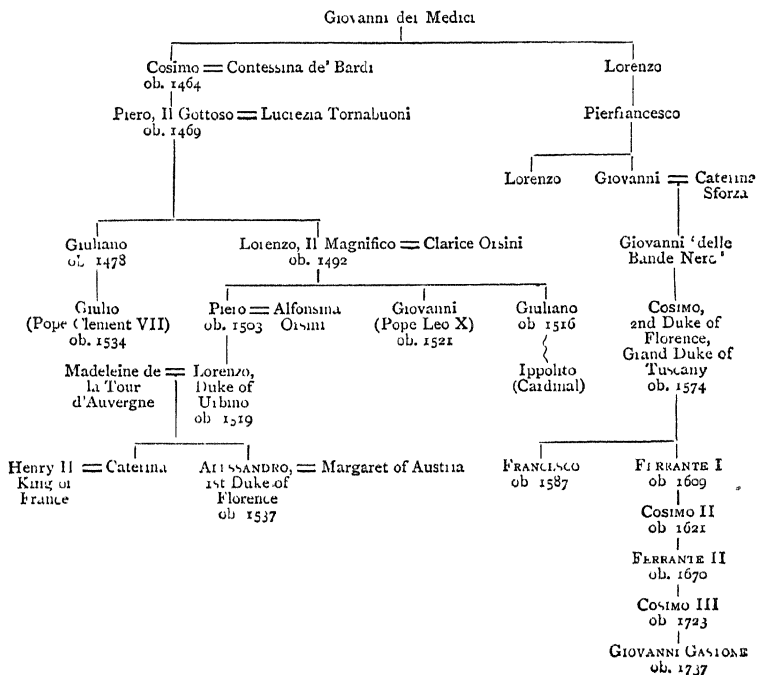 Giovanni dei Medici
Cosimo = Contessina de' Bardi
ob. 1464
Lorenzo
Piero, Il Gottoso = Lucrezia Tornabuoni
ob. 1469
Pierfrancesco
Lorenzo
Giovanni = Caterina
Sforza
Giuliano
ob 1478
Lorenzo, Il Magnifico = Clarice Orsini
ob. 1492
Giovanni 'delle
Bande Nere'
Giulio
(Pope Clement VII)
ob. 1534
Piero = Alfonsina
ob. 1503 Orsini
Giovanni
(Pope Leo X)
ob. 1521
Giuliano
ob 1516
Cosimo,
2nd Duke of
Florence,
Grand Duke of
Tuscany
ob. 1574
Madeleine de =
la Tour
d'Auvergne
Lorenzo,
Duke of
Urbino
ob 1519
Ippolito
(Cardinal)
Henry II = Caterina
King of
France
Alessandro, = Margaret of Austria
1st Duke of
Florence
ob 1537
Francesco
ob 1587
Ferrante I
ob 1609
Cosimo II
ob 1621
Ferrante II
ob. 1670
Cosimo III
ob 1723
Giovanni Gastone
ob. 1737